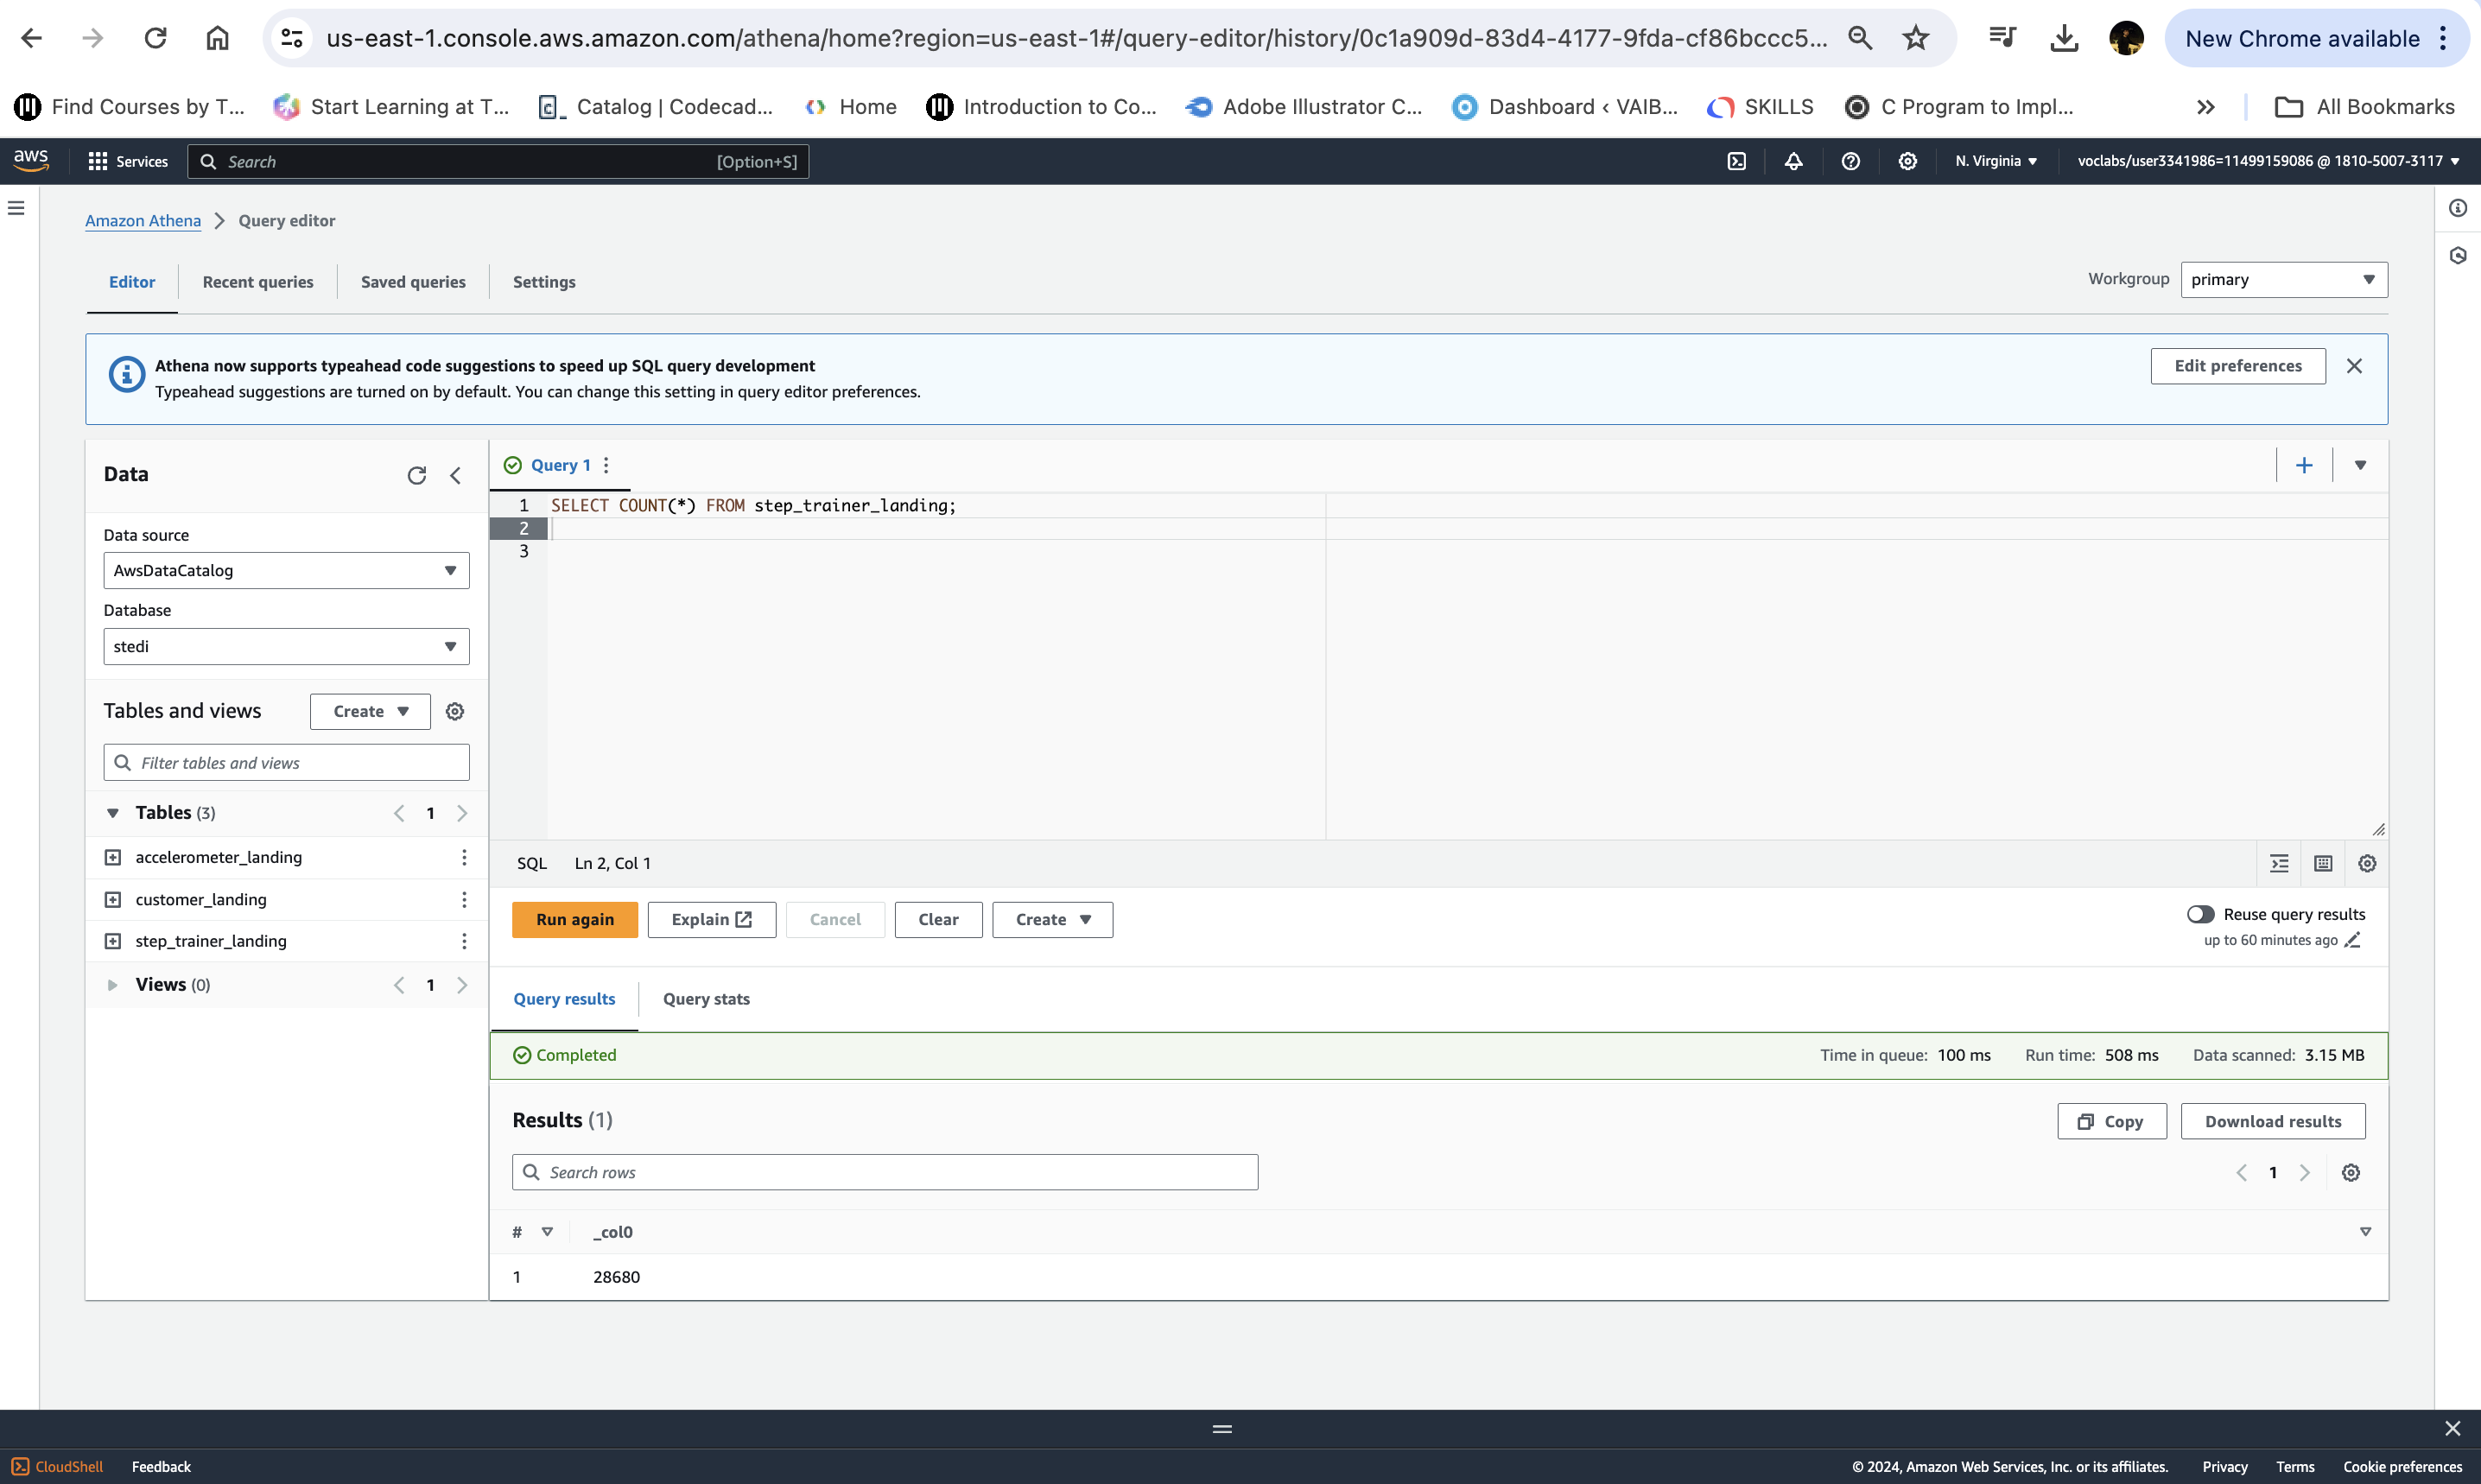 us-east-1.console.aws.amazon.com/athena/home?region=us-east-1#/query-editor/history/0c1a909d-83d4-4177-9fda-cf86bccc5...
New Chrome available
Find Courses by T...
Start Learning at T...
Catalog | Codecad...
Home
Introduction to Co...
Adobe Illustrator C...
Dashboard ‹ VAIB...
SKILLS
C Program to Impl...
All Bookmarks
aws
Services
Search
[Option+S]
N. Virginia
voclabs/user3341986=11499159086 @ 1810-5007-3117
Amazon Athena
Query editor
Editor
Recent queries
Saved queries
Settings
Workgroup
primary
Athena now supports typeahead code suggestions to speed up SQL query development
Typeahead suggestions are turned on by default. You can change this setting in query editor preferences.
Edit preferences
Data
Data source
AwsDataCatalog
Database
stedi
Tables and views
Create
Filter tables and views
Tables (3)
1
accelerometer_landing
customer_landing
step_trainer_landing
Views (0)
1
Query 1
1 SELECT COUNT(*) FROM step_trainer_landing;
2
3
SQL
Ln 2, Col 1
Run again
Explain
Cancel
Clear
Create
Reuse query results
up to 60 minutes ago
Query results
Query stats
Completed
Time in queue: 100 ms
Run time: 508 ms
Data scanned: 3.15 MB
Results (1)
Copy
Download results
Search rows
1
# _col0
1 28680
CloudShell
Feedback
© 2024, Amazon Web Services, Inc. or its affiliates.
Privacy
Terms
Cookie preferences